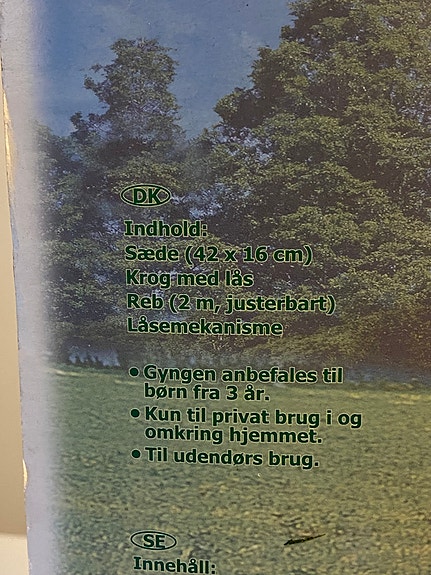 DK
Indhold:
Sæde (42 x 16 cm)
Krog med lås
Reb (2 m, justerbart)
Låsemekanisme
• Gyngen anbefales til
børn fra 3 år.
• Kun til privat brug i og
omkring hjemmet.
• Til udendørs brug.
SE
Innehåll: